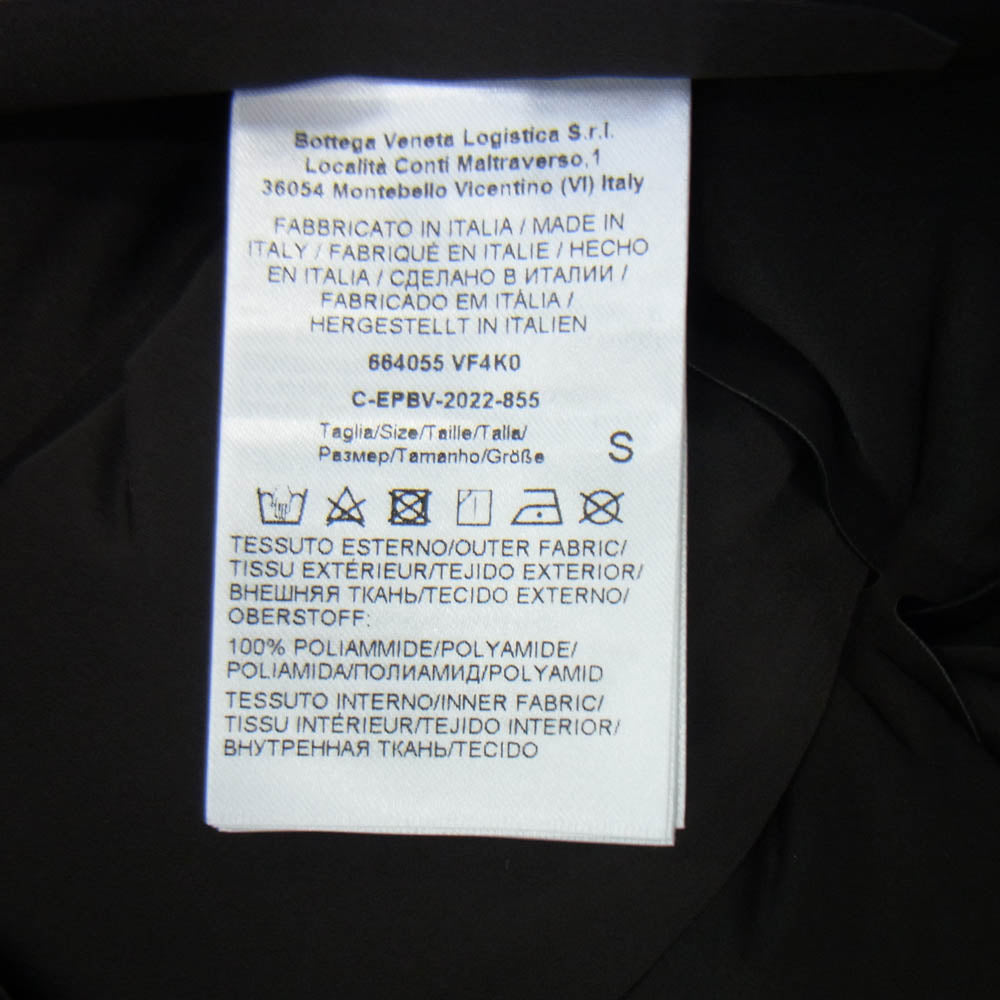 Bottega Veneta Logistica S.r.l.
Località Conti Maltraverso,1
36054 Montebello Vicentino (VI) Italy
FABBRICATO IN ITALIA / MADE IN
ITALY / FABRIQUÉ EN ITALIE / HECHO
EN ITALIA / СДЕЛАНО В ИТАЛИИ /
FABRICADO EM ITÁLIA /
HERGESTELLT IN ITALIEN
664055 VF4K0
C-EPBV-2022-855
Taglia/Size/Taille/Talla/
Размер/Tamanho/Größe S
TESSUTO ESTERNO/OUTER FABRIC/
TISSU EXTÉRIEUR/TEJIDO EXTERIOR/
ВНЕШНЯЯ ТКАНЬ/TECIDO EXTERNO/
OBERSTOFF:
100% POLIAMMIDE/POLYAMIDE/
POLIAMIDA/ПОЛИАМИД/POLYAMID
TESSUTO INTERNO/INNER FABRIC/
TISSU INTÉRIEUR/TEJIDO INTERIOR/
ВНУТРЕННАЯ ТКАНЬ/TECIDO